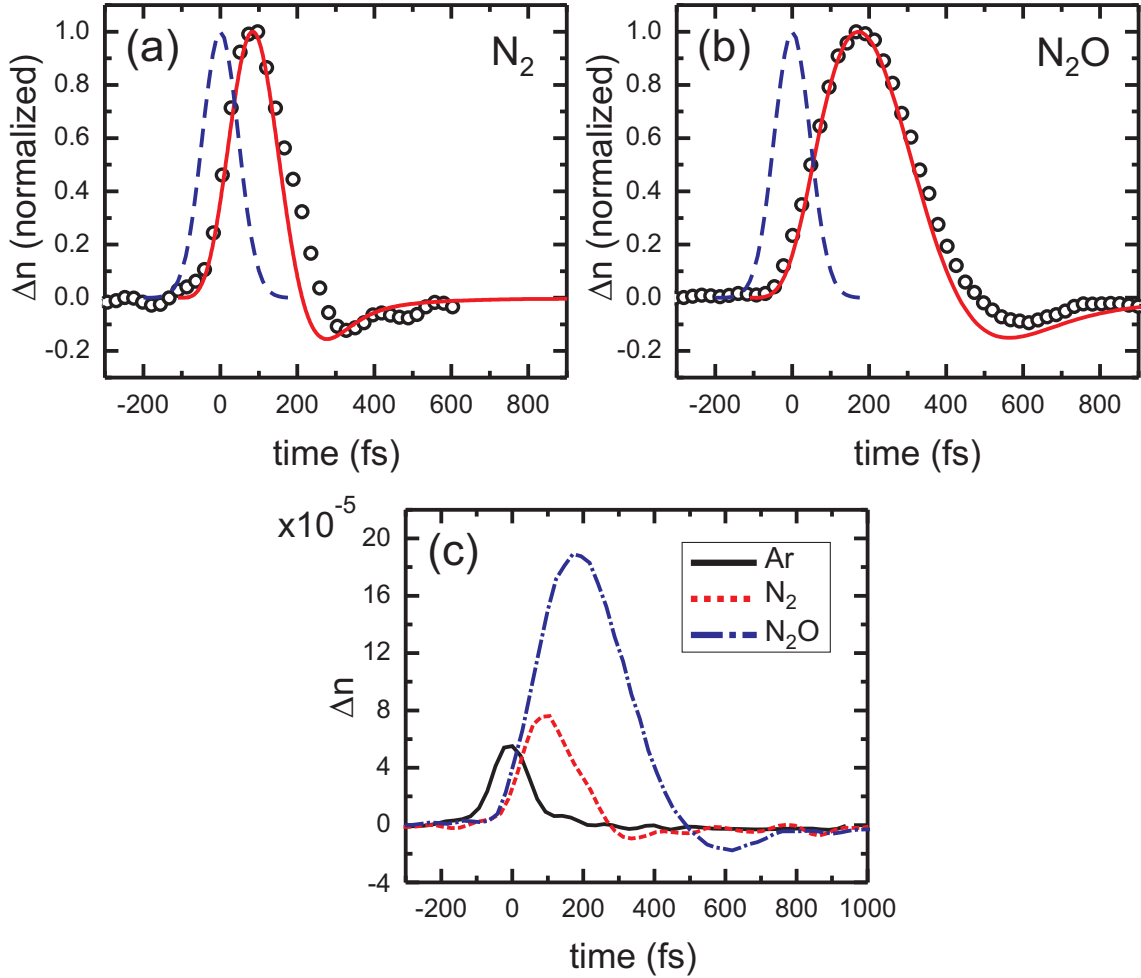 (a) N₂
Δn (normalized)
1.0
0.8
0.6
0.4
0.2
0.0
-0.2
-200 0 200 400 600 800
time (fs)
(b) N₂O
Δn (normalized)
1.0
0.8
0.6
0.4
0.2
0.0
-0.2
-200 0 200 400 600 800
time (fs)
x10⁻⁵
(c)
Ar
N₂
N₂O
Δn
20
16
12
8
4
0
-4
-200 0 200 400 600 800 1000
time (fs)